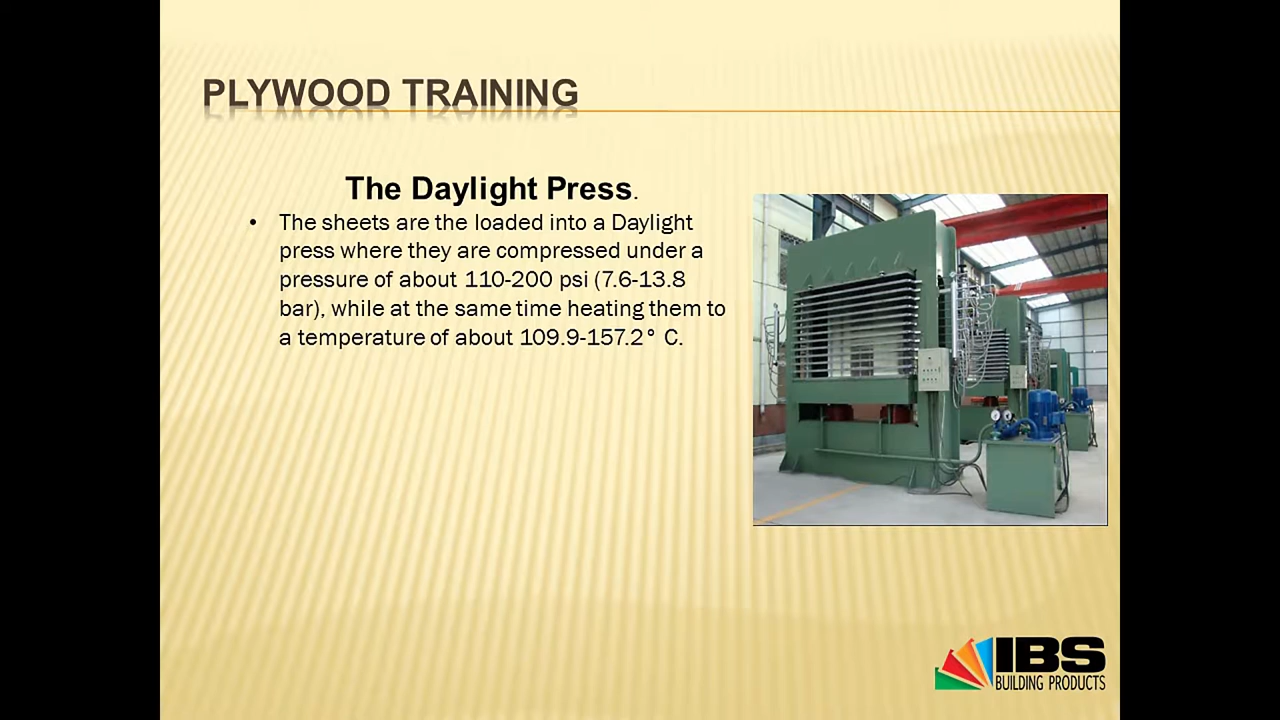 PLYWOOD TRAINING
The Daylight Press.
• The sheets are the loaded into a Daylight
press where they are compressed under a
pressure of about 110-200 psi (7.6-13.8
bar), while at the same time heating them to
a temperature of about 109.9-157.2° C.
IBS
BUILDING PRODUCTS